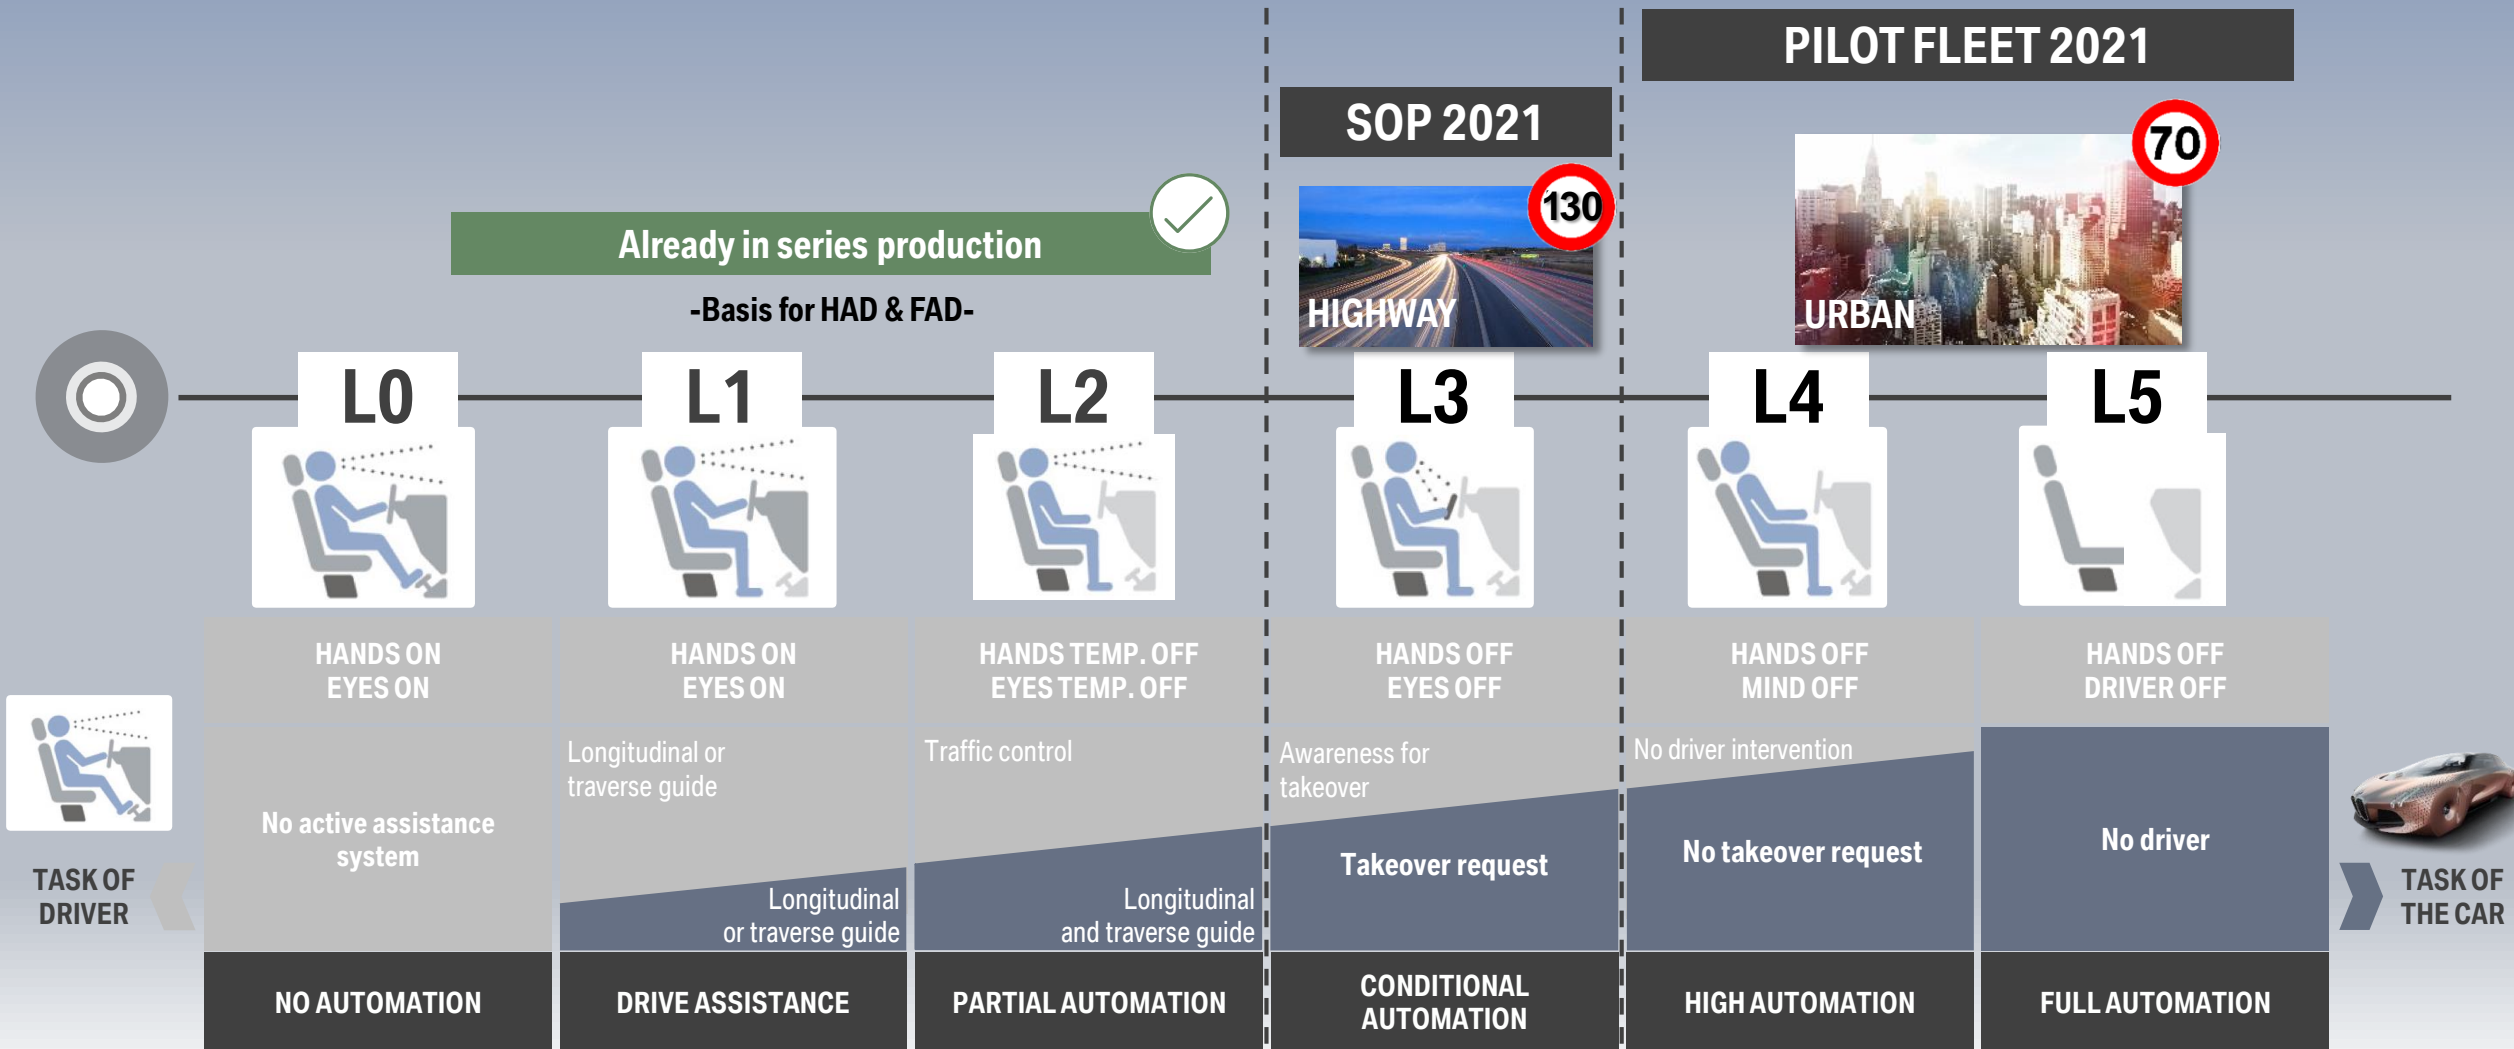 PILOT FLEET 2021
SOP 2021
70
130
Already in series production
-Basis for HAD & FAD-
HIGHWAY
URBAN
L0
L1
L2
L3
L4
L5
HANDS ON
EYES ON
HANDS ON
EYES ON
HANDS TEMP. OFF
EYES TEMP. OFF
HANDS OFF
EYES OFF
HANDS OFF
MIND OFF
HANDS OFF
DRIVER OFF
TASK OF
DRIVER
No active assistance
system
Longitudinal or
traverse guide
Longitudinal
or traverse guide
Traffic control
Longitudinal
and traverse guide
Awareness for
takeover
Takeover request
No driver intervention
No takeover request
No driver
TASK OF
THE CAR
NO AUTOMATION
DRIVE ASSISTANCE
PARTIAL AUTOMATION
CONDITIONAL
AUTOMATION
HIGH AUTOMATION
FULL AUTOMATION